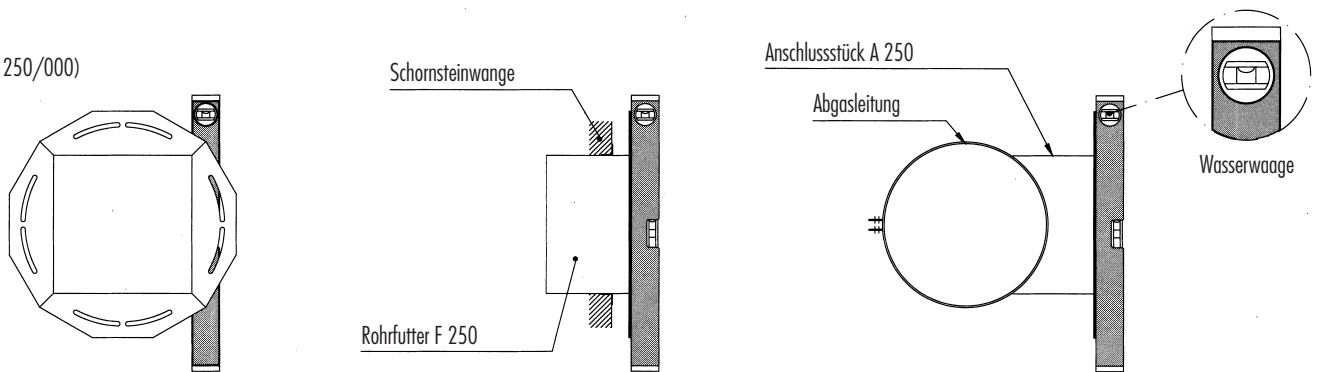 250/000)
Schornsteinwange
Rohrfutter F 250
Anschlussstück A 250
Abgasleitung
Wasserwaage